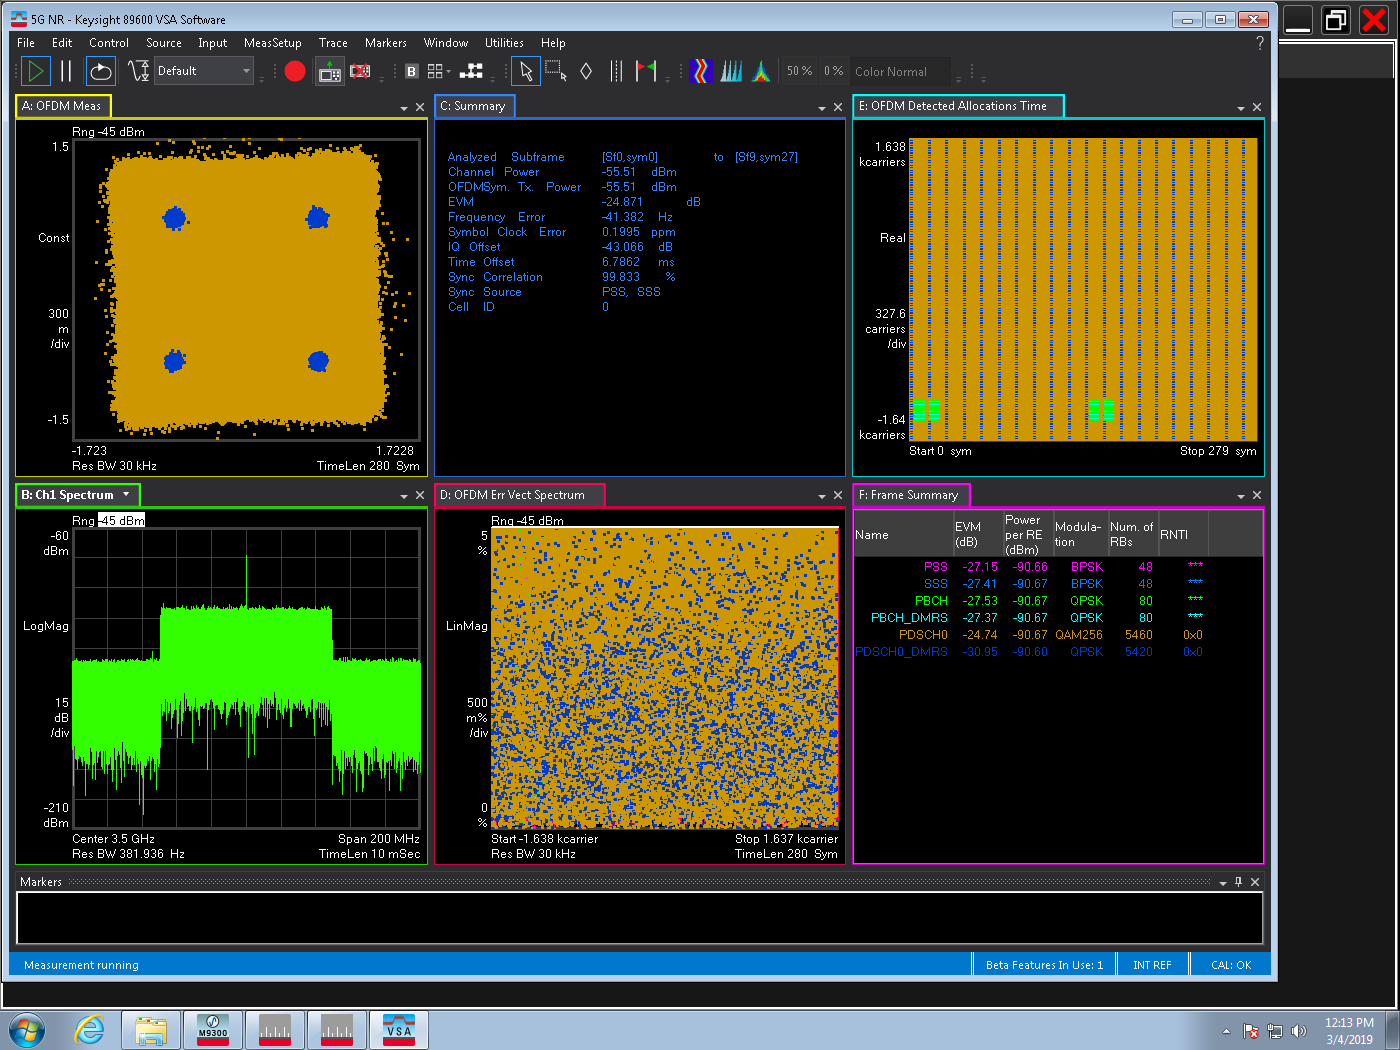 5G NR - Keysight 89600 VSA Software
File Edit Control Source Input MeasSetup Trace Markers Window Utilities Help ?
Default B 50 % 0 % Color Normal
A: OFDM Meas
Rng -45 dBm
1.5
Const
300
m
/div
-1.5
-1.723 1.7228
Res BW 30 kHz TimeLen 280 Sym
C: Summary
Analyzed Subframe [Sf0,sym0] to [Sf9,sym27]
Channel Power -55.51 dBm
OFDMSym. Tx. Power -55.51 dBm
EVM -24.871 dB
Frequency Error -41.382 Hz
Symbol Clock Error 0.1995 ppm
IQ Offset -43.066 dB
Time Offset 6.7862 ms
Sync Correlation 99.833 %
Sync Source PSS, SSS
Cell ID 0
E: OFDM Detected Allocations Time
1.638
kcarriers
Real
327.6
carriers
/div
-1.64
kcarriers
Start 0 sym Stop 279 sym
B: Ch1 Spectrum
Rng -45 dBm
-60
dBm
LogMag
15
dB
/div
-210
dBm
Center 3.5 GHz Span 200 MHz
Res BW 381.936 Hz TimeLen 10 mSec
D: OFDM Err Vect Spectrum
Rng -45 dBm
5
%
LinMag
500
m%
/div
0
%
Start -1.638 kcarrier Stop 1.637 kcarrier
Res BW 30 kHz TimeLen 280 Sym
F: Frame Summary
Name EVM (dB) Power per RE (dBm) Modula-tion Num. of RBs RNTI
PSS -27.15 -90.66 BPSK 48 ***
SSS -27.41 -90.67 BPSK 48 ***
PBCH -27.53 -90.67 QPSK 80 ***
PBCH_DMRS -27.37 -90.67 QPSK 80 ***
PDSCH0 -24.74 -90.67 QAM256 5460 0x0
PDSCH0_DMRS -30.95 -90.60 QPSK 5420 0x0
Markers
Measurement running Beta Features In Use: 1 INT REF CAL: OK
M9300 VSA
12:13 PM
3/4/2019